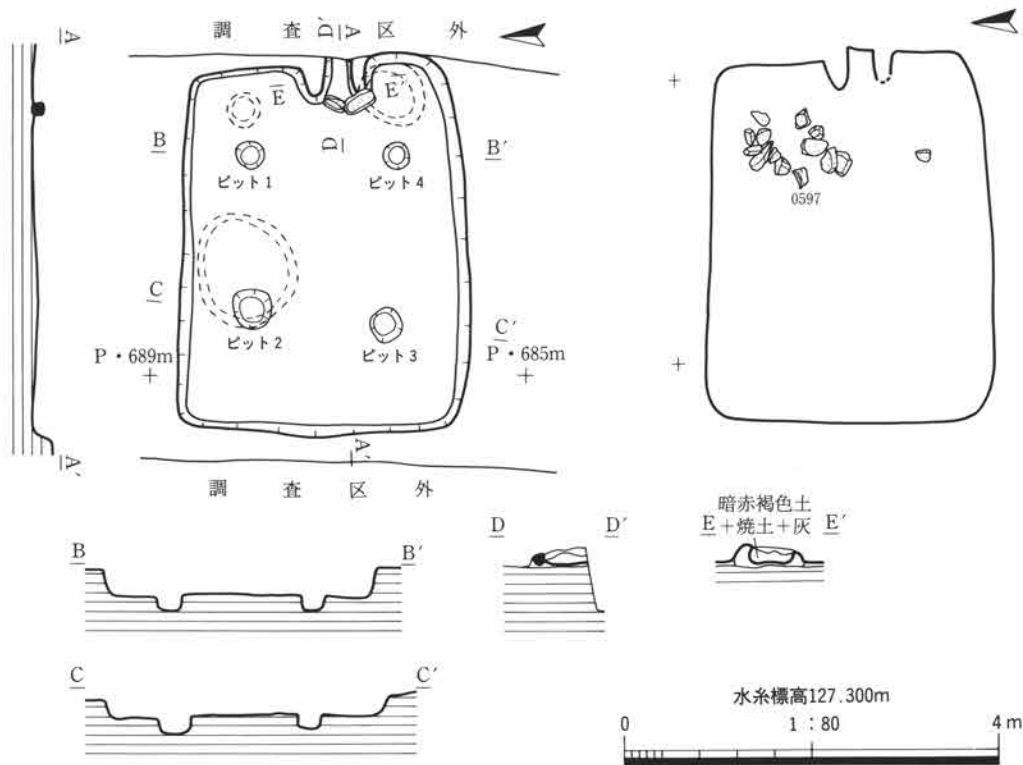 調査 D′ A 区外
A
E E′
B B′
D
ピット1 ピット4
0597
C
ピット2 ピット3 C′
P・689m P・685m
A′
A′
調査区外
暗赤褐色土
D D′ E +焼土+灰 E′
B B′
C C′
水糸標高127.300m
0 1:80 4m